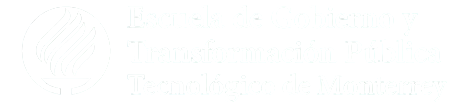 Escuela de Gobierno y
Transformación Pública
Tecnológico de Monterrey